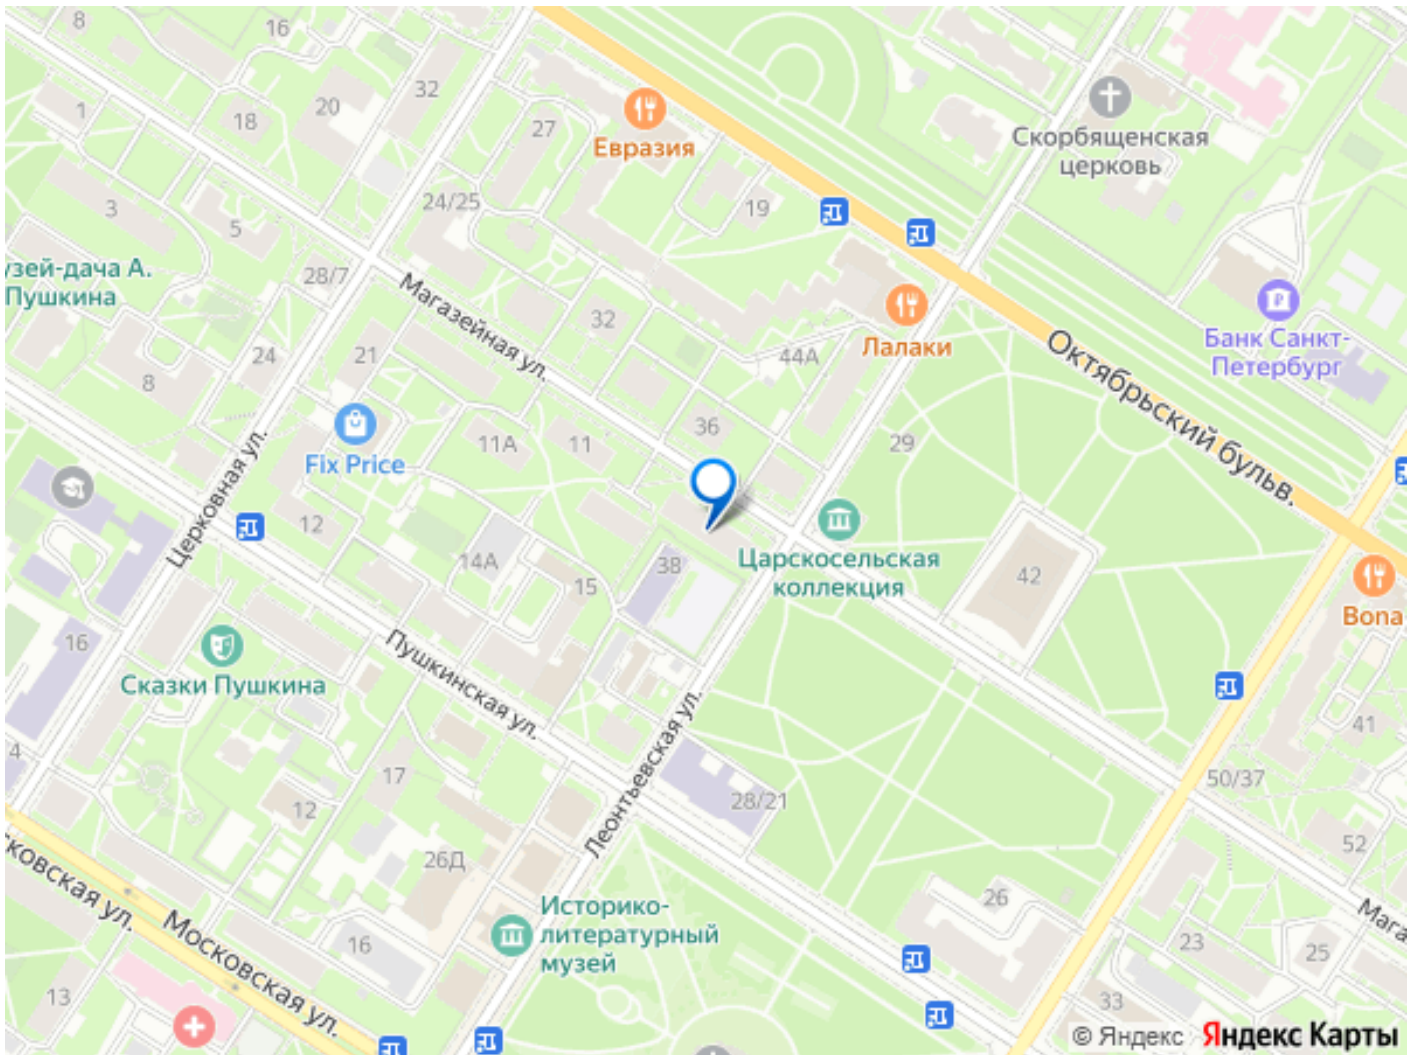 8
16
1
18
20
32
27
Евразия
Скорбященская
церковь
3
5
24/25
19
узей-дача А.
Пушкина
28/7
Магазейная ул.
32
Лалаки
44А
Октябрьский бульв.
Банк Санкт-
Петербург
24
21
8
Fix Price
11А
11
36
29
Церковная ул.
12
14А
15
38
Царскосельская
коллекция
42
Bona
16
Сказки Пушкина
Пушкинская ул.
Леонтьевская ул.
4
17
12
28/21
41
50/37
52
26Д
сковская ул.
Московская ул.
Историко-
литературный
музей
16
26
23
25
Мага
13
33
© Яндекс Яндекс Карты